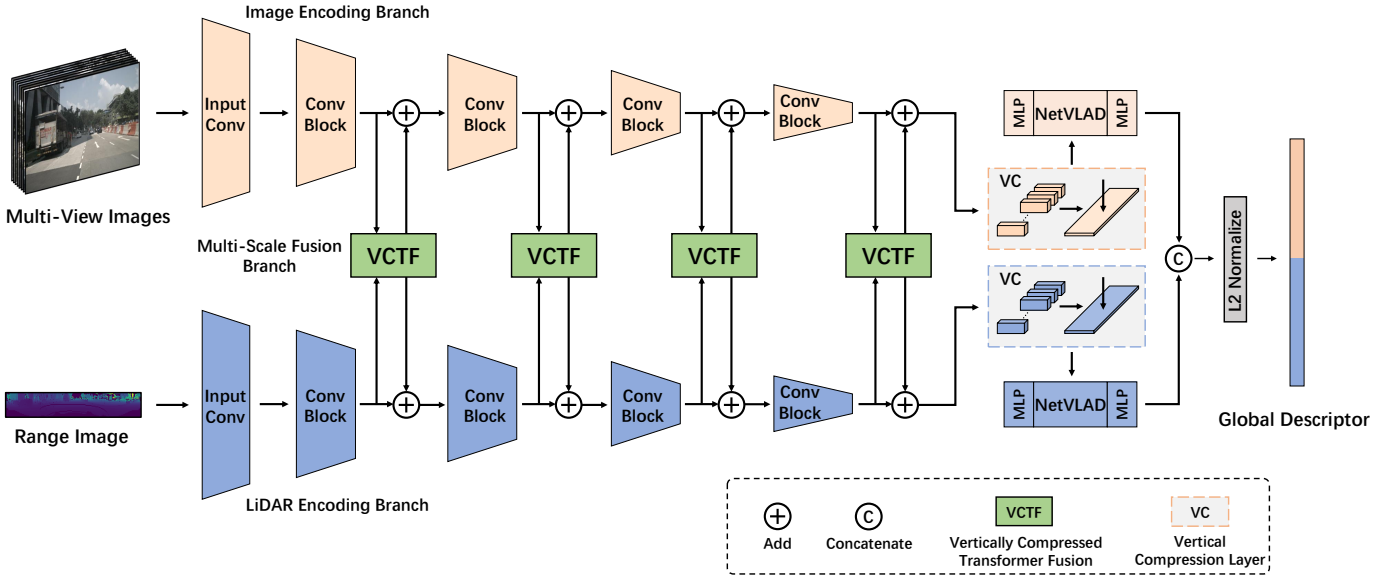 Image Encoding Branch
Input
Conv
Conv
Block
Conv
Block
Conv
Block
Conv
Block
MLP
NetVLAD
MLP
VC
Multi-View Images
Multi-Scale Fusion
Branch
VCTF
VCTF
VCTF
VCTF
C
L2 Normalize
VC
Input
Conv
Conv
Block
Conv
Block
Conv
Block
Conv
Block
MLP
NetVLAD
MLP
Range Image
Global Descriptor
LiDAR Encoding Branch
C
VCTF
VC
Add
Concatenate
Vertically Compressed
Transformer Fusion
Vertical
Compression Layer